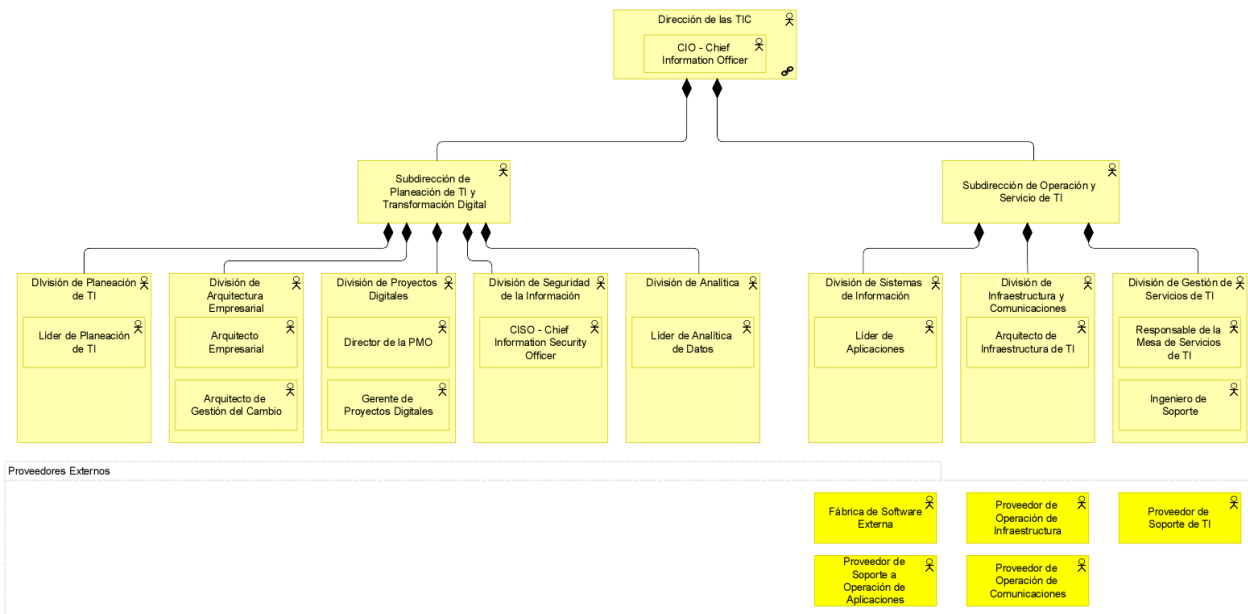 Dirección de las TIC
CIO - Chief
Information Officer
Subdirección de
Planeación de TI y
Transformación Digital
Subdirección de Operación y
Servicio de TI
DIvisión de Planeación
de TI
Líder de Planeación
de TI
División de
Arquitectura
Empresarial
Arquitecto
Empresarial
Arquitecto de
Gestión del Cambio
División de Proyectos
Digitales
Director de la PMO
Gerente de
Proyectos Digitales
División de Seguridad
de la Información
CISO - Chief
Information Security
Officer
División de Analítica
Líder de Analítica
de Datos
División de Sistemas
de Información
Líder de
Aplicaciones
División de
Infraestructura y
Comunicaciones
Arquitecto de
Infraestructura de TI
División de Gestión de
Servicios de TI
Responsable de la
Mesa de Servicios
de TI
Ingeniero de
Soporte
Proveedores Externos
Fábrica de Software
Externa
Proveedor de
Operación de
Infraestructura
Proveedor de
Soporte de TI
Proveedor de
Soporte a
Operación de
Aplicaciones
Proveedor de
Operación de
Comunicaciones